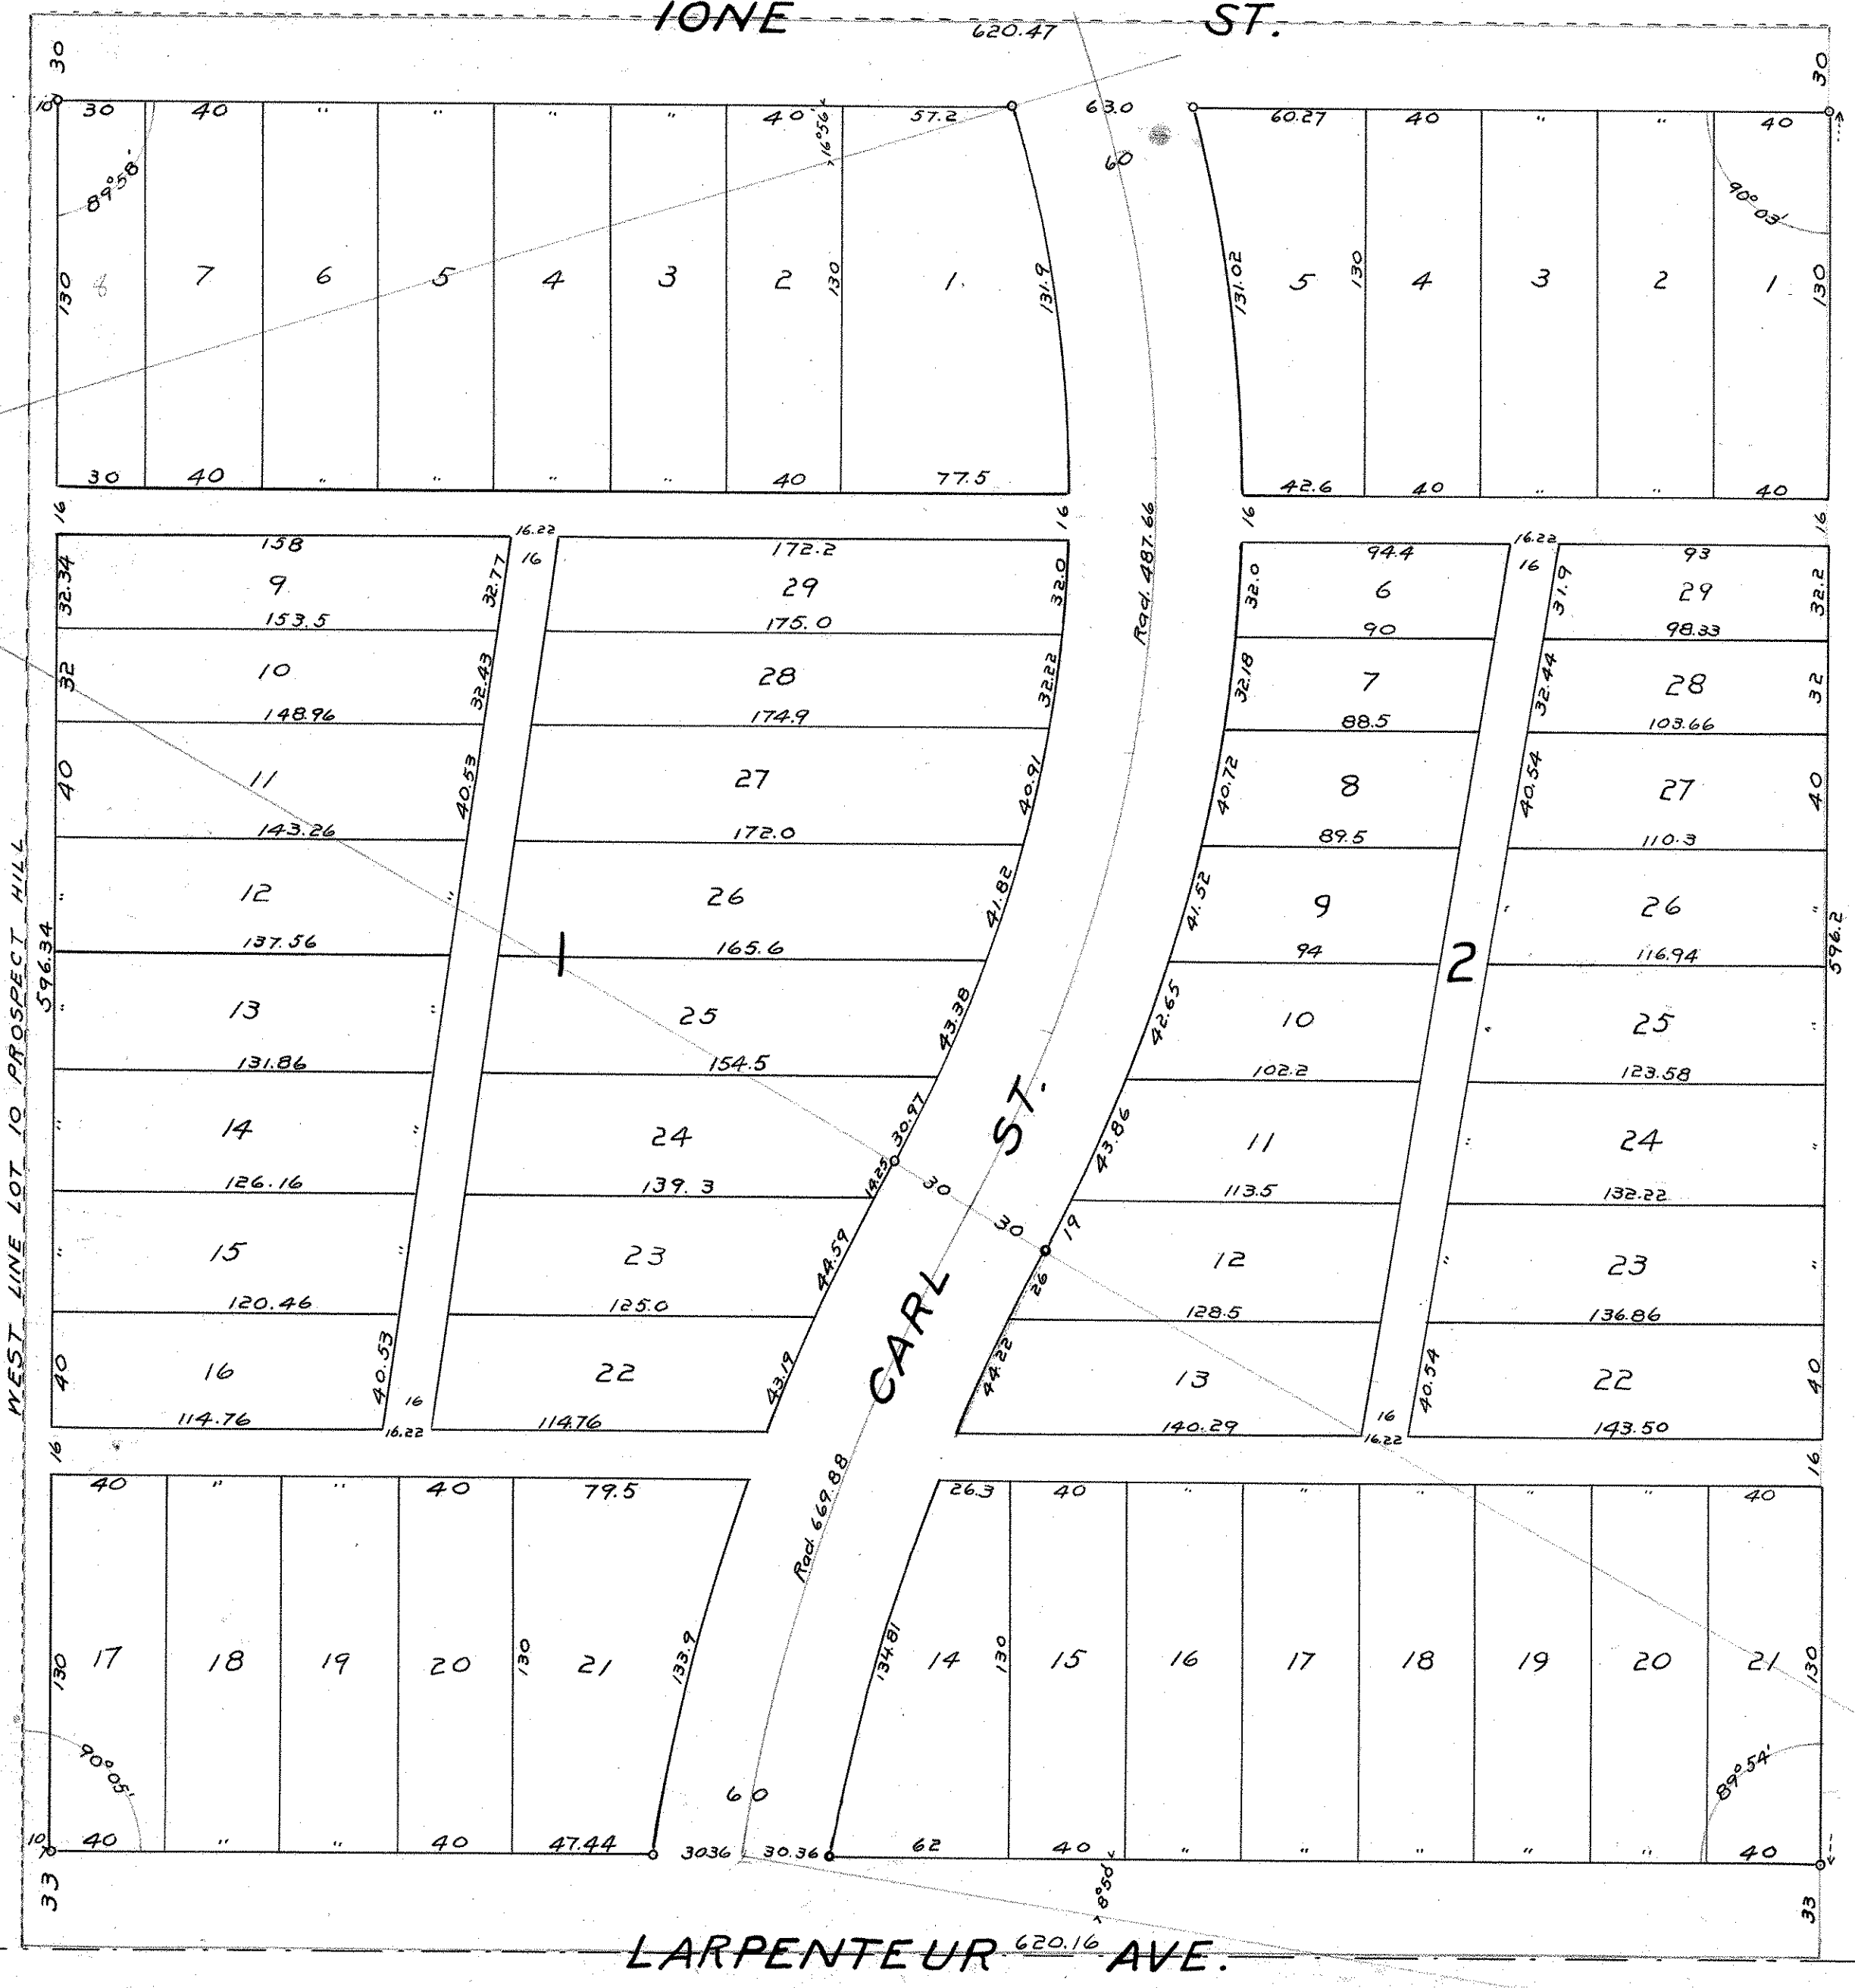 IONE ST.
620.47
30 30
10 30 40 " " " " 40 16°56' 57.2 63.0 60.27 40 " " 40
89°58' 60 90°03'
130 8 7 6 5 4 3 2 130 1. 131.9 131.02 5 130 4 3 2 1 130
30 40 " " " " 40 77.5 42.6 40 " " 40
16 16 16 16
158 16.22 172.2 94.4 16.22 93
16 16
32.34 9 32.77 29 32.0 Rad. 487.66 32.0 6 31.9 29 32.2
153.5 175.0 90 98.33
32 10 32.43 28 32.22 32.18 7 32.44 28 32
148.96 174.9 88.5 103.66
40 11 40.53 27 40.91 40.72 8 40.54 27 40
143.26 172.0 89.5 110.3
" 12 " 26 41.82 41.52 9 " 26 "
137.56 165.6 94 116.94
WEST LINE LOT 10 PROSPECT HILL
596.34 1 2 596.2
" 13 " 25 43.38 42.65 10 " 25 "
131.86 154.5 102.2 123.58
" 14 " 24 30.97 43.86 11 " 24 "
126.16 139.3 14.25 30 113.5 132.22
30 19
" 15 " 23 44.59 26 12 " 23 "
120.46 125.0 128.5 136.86
CARL ST.
40 16 40.53 22 43.19 44.22 13 40.54 22 40
16 16
114.76 16.22 114.76 140.29 16.22 143.50
16 16
40 " " 40 79.5 Rad. 669.88 26.3 40 " " " " " 40
130 17 18 19 20 130 21 133.9 134.81 14 130 15 16 17 18 19 20 21 130
90°05' 60 89°54'
10 40 " " 40 47.44 3036 30.36 62 40 " " " " " 40
33 8°50' 33
LARPENTEUR 620.16 AVE.